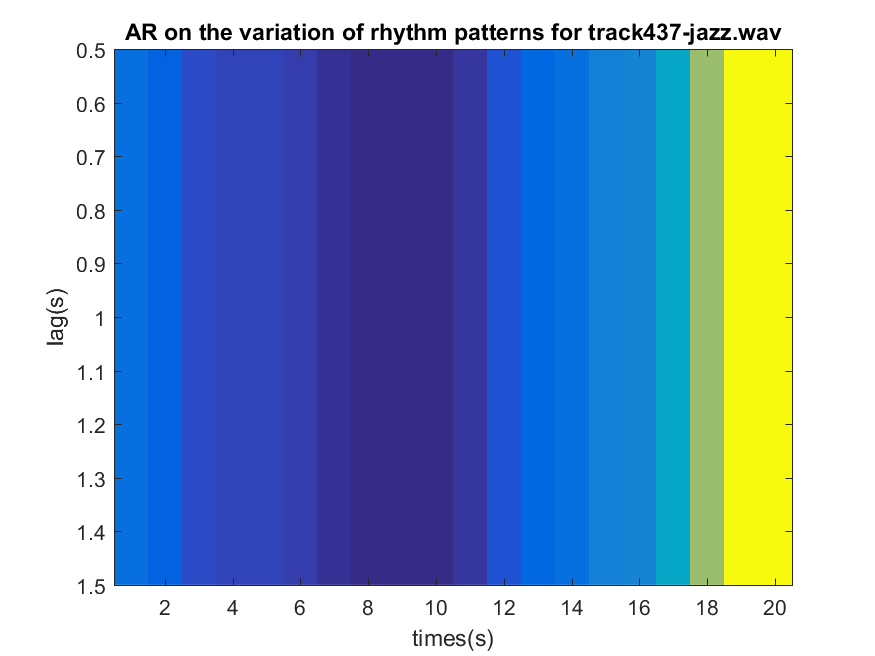 AR on the variation of rhythm patterns for track437-jazz.wav
0.5
0.6
0.7
0.8
0.9
1
1.1
1.2
1.3
1.4
1.5
lag(s)
2 4 6 8 10 12 14 16 18 20
times(s)